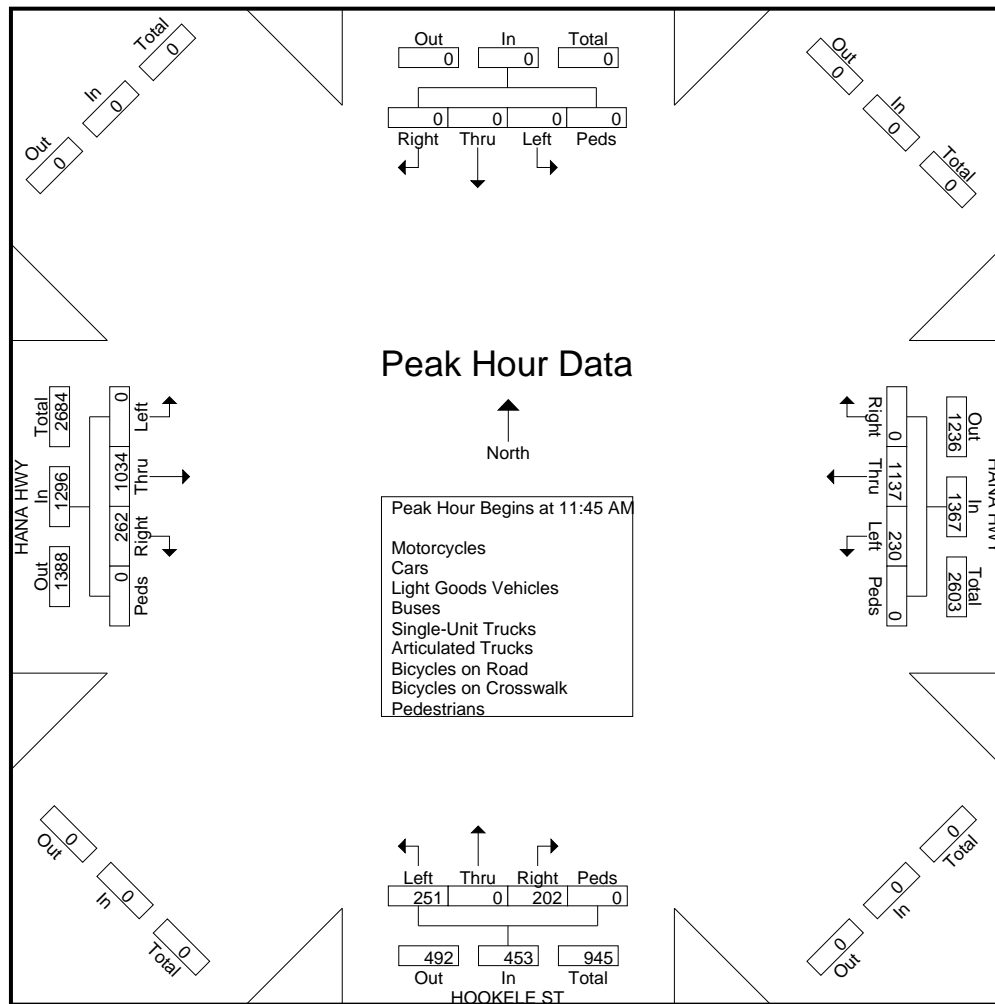 Out In Total
0 0 0
0 0 0 0
Right Thru Left Peds
Out In Total
0 0 0
Out In Total
0 0 0
Peak Hour Data
North
HANA HWY
Out In Total
1388 1296 2684
Left Thru Right Peds
0 1034 262 0
HANA HWY
Out In Total
1236 1367 2603
Right Thru Left Peds
0 1137 230 0
Peak Hour Begins at 11:45 AM
Motorcycles
Cars
Light Goods Vehicles
Buses
Single-Unit Trucks
Articulated Trucks
Bicycles on Road
Bicycles on Crosswalk
Pedestrians
Out In Total
0 0 0
Out In Total
0 0 0
Left Thru Right Peds
251 0 202 0
492 453 945
Out In Total
HOOKELE ST